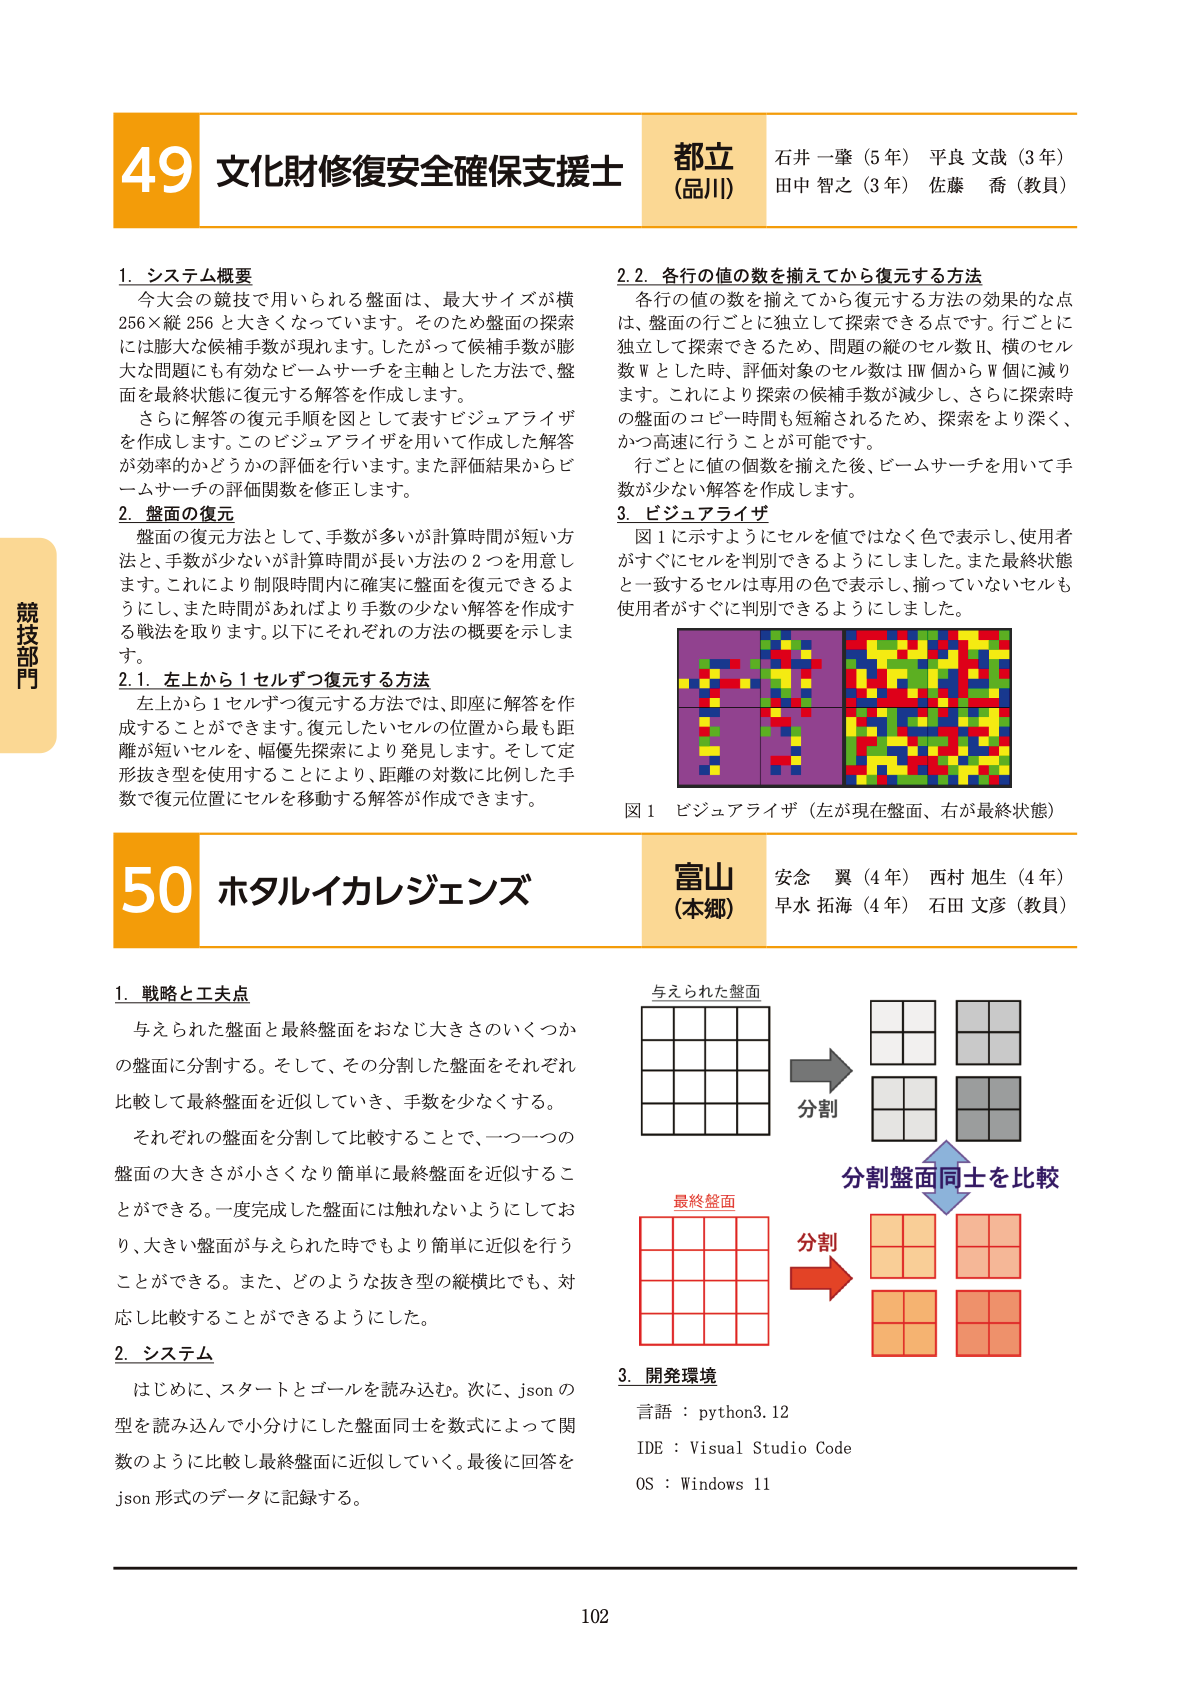 49 文化財修復安全確保支援士
都立
(品川)
石井 一肇（5年） 平良 文哉（3年）
田中 智之（3年） 佐藤 喬（教員）
1. システム概要
今大会の競技で用いられる盤面は、最大サイズが横
256×縦256と大きくなっています。そのため盤面の探索
には膨大な候補手数が現れます。したがって候補手数が膨
大な問題にも有効なビームサーチを主軸とした方法で、盤
面を最終状態に復元する解答を作成します。
さらに解答の復元手順を図として表すビジュアライザ
を作成します。このビジュアライザを用いて作成した解答
が効率的かどうかの評価を行います。また評価結果からビ
ームサーチの評価関数を修正します。
2. 盤面の復元
盤面の復元方法として、手数が多いが計算時間が短い方
法と、手数が少ないが計算時間が長い方法の2つを用意し
ます。これにより制限時間内に確実に盤面を復元できるよ
うにし、また時間があればより手数の少ない解答を作成す
る戦法を取ります。以下にそれぞれの方法の概要を示しま
す。
2.1. 左上から1セルずつ復元する方法
左上から1セルずつ復元する方法では、即座に解答を作
成することができます。復元したいセルの位置から最も距
離が短いセルを、幅優先探索により発見します。そして定
形抜き型を使用することにより、距離の対数に比例した手
数で復元位置にセルを移動する解答が作成できます。
2.2. 各行の値の数を揃えてから復元する方法
各行の値の数を揃えてから復元する方法の効果的な点
は、盤面の行ごとに独立して探索できる点です。行ごとに
独立して探索できるため、問題の縦のセル数H、横のセル
数Wとした時、評価対象のセル数はHW個からW個に減り
ます。これにより探索の候補手数が減少し、さらに探索時
の盤面のコピー時間も短縮されるため、探索をより深く、
かつ高速に行うことが可能です。
行ごとに値の個数を揃えた後、ビームサーチを用いて手
数が少ない解答を作成します。
3. ビジュアライザ
図1に示すようにセルを値ではなく色で表示し、使用者
がすぐにセルを判別できるようにしました。また最終状態
と一致するセルは専用の色で表示し、揃っていないセルも
使用者がすぐに判別できるようにしました。
図1 ビジュアライザ（左が現在盤面、右が最終状態）
競技部門
50 ホタルイカレジェンズ
富山
(本郷)
安念 翼（4年） 西村 旭生（4年）
早水 拓海（4年） 石田 文彦（教員）
1. 戦略と工夫点
与えられた盤面と最終盤面をおなじ大きさのいくつか
の盤面に分割する。そして、その分割した盤面をそれぞれ
比較して最終盤面を近似していき、手数を少なくする。
それぞれの盤面を分割して比較することで、一つ一つの
盤面の大きさが小さくなり簡単に最終盤面を近似するこ
とができる。一度完成した盤面には触れないようにしてお
り、大きい盤面が与えられた時でもより簡単に近似を行う
ことができる。また、どのような抜き型の縦横比でも、対
応し比較することができるようにした。
2. システム
はじめに、スタートとゴールを読み込む。次に、jsonの
型を読み込んで小分けにした盤面同士を数式によって関
数のように比較し最終盤面に近似していく。最後に回答を
json形式のデータに記録する。
与えられた盤面
分割
分割盤面同士を比較
最終盤面
分割
3. 開発環境
言語 : python3.12
IDE : Visual Studio Code
OS : Windows 11
102